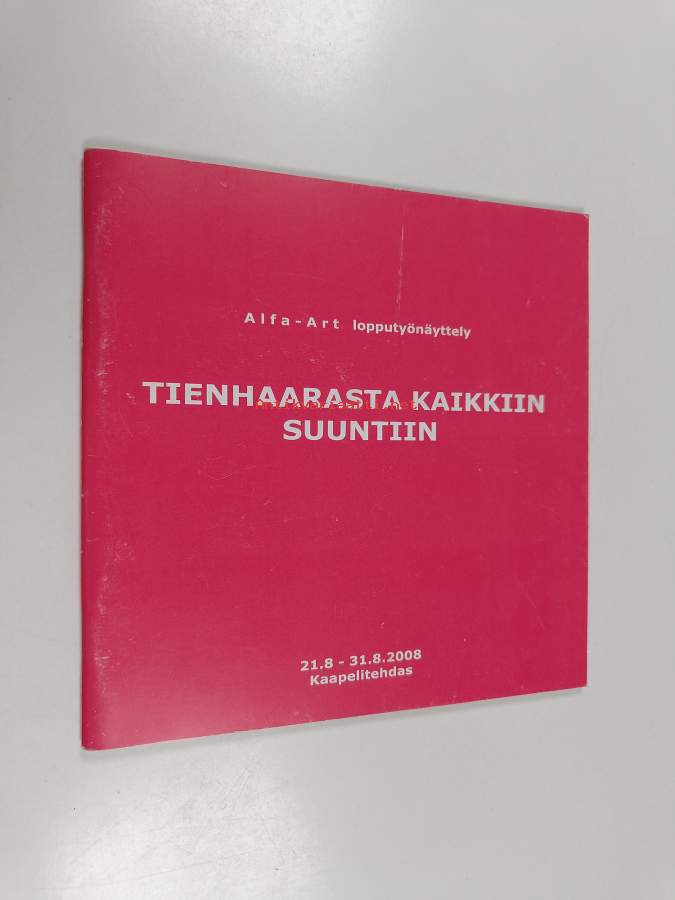 Alfa-Art lopputyönäyttely
TIENHAARASTA KAIKKIIN
SUUNTIIN
21.8 - 31.8.2008
Kaapelitehdas